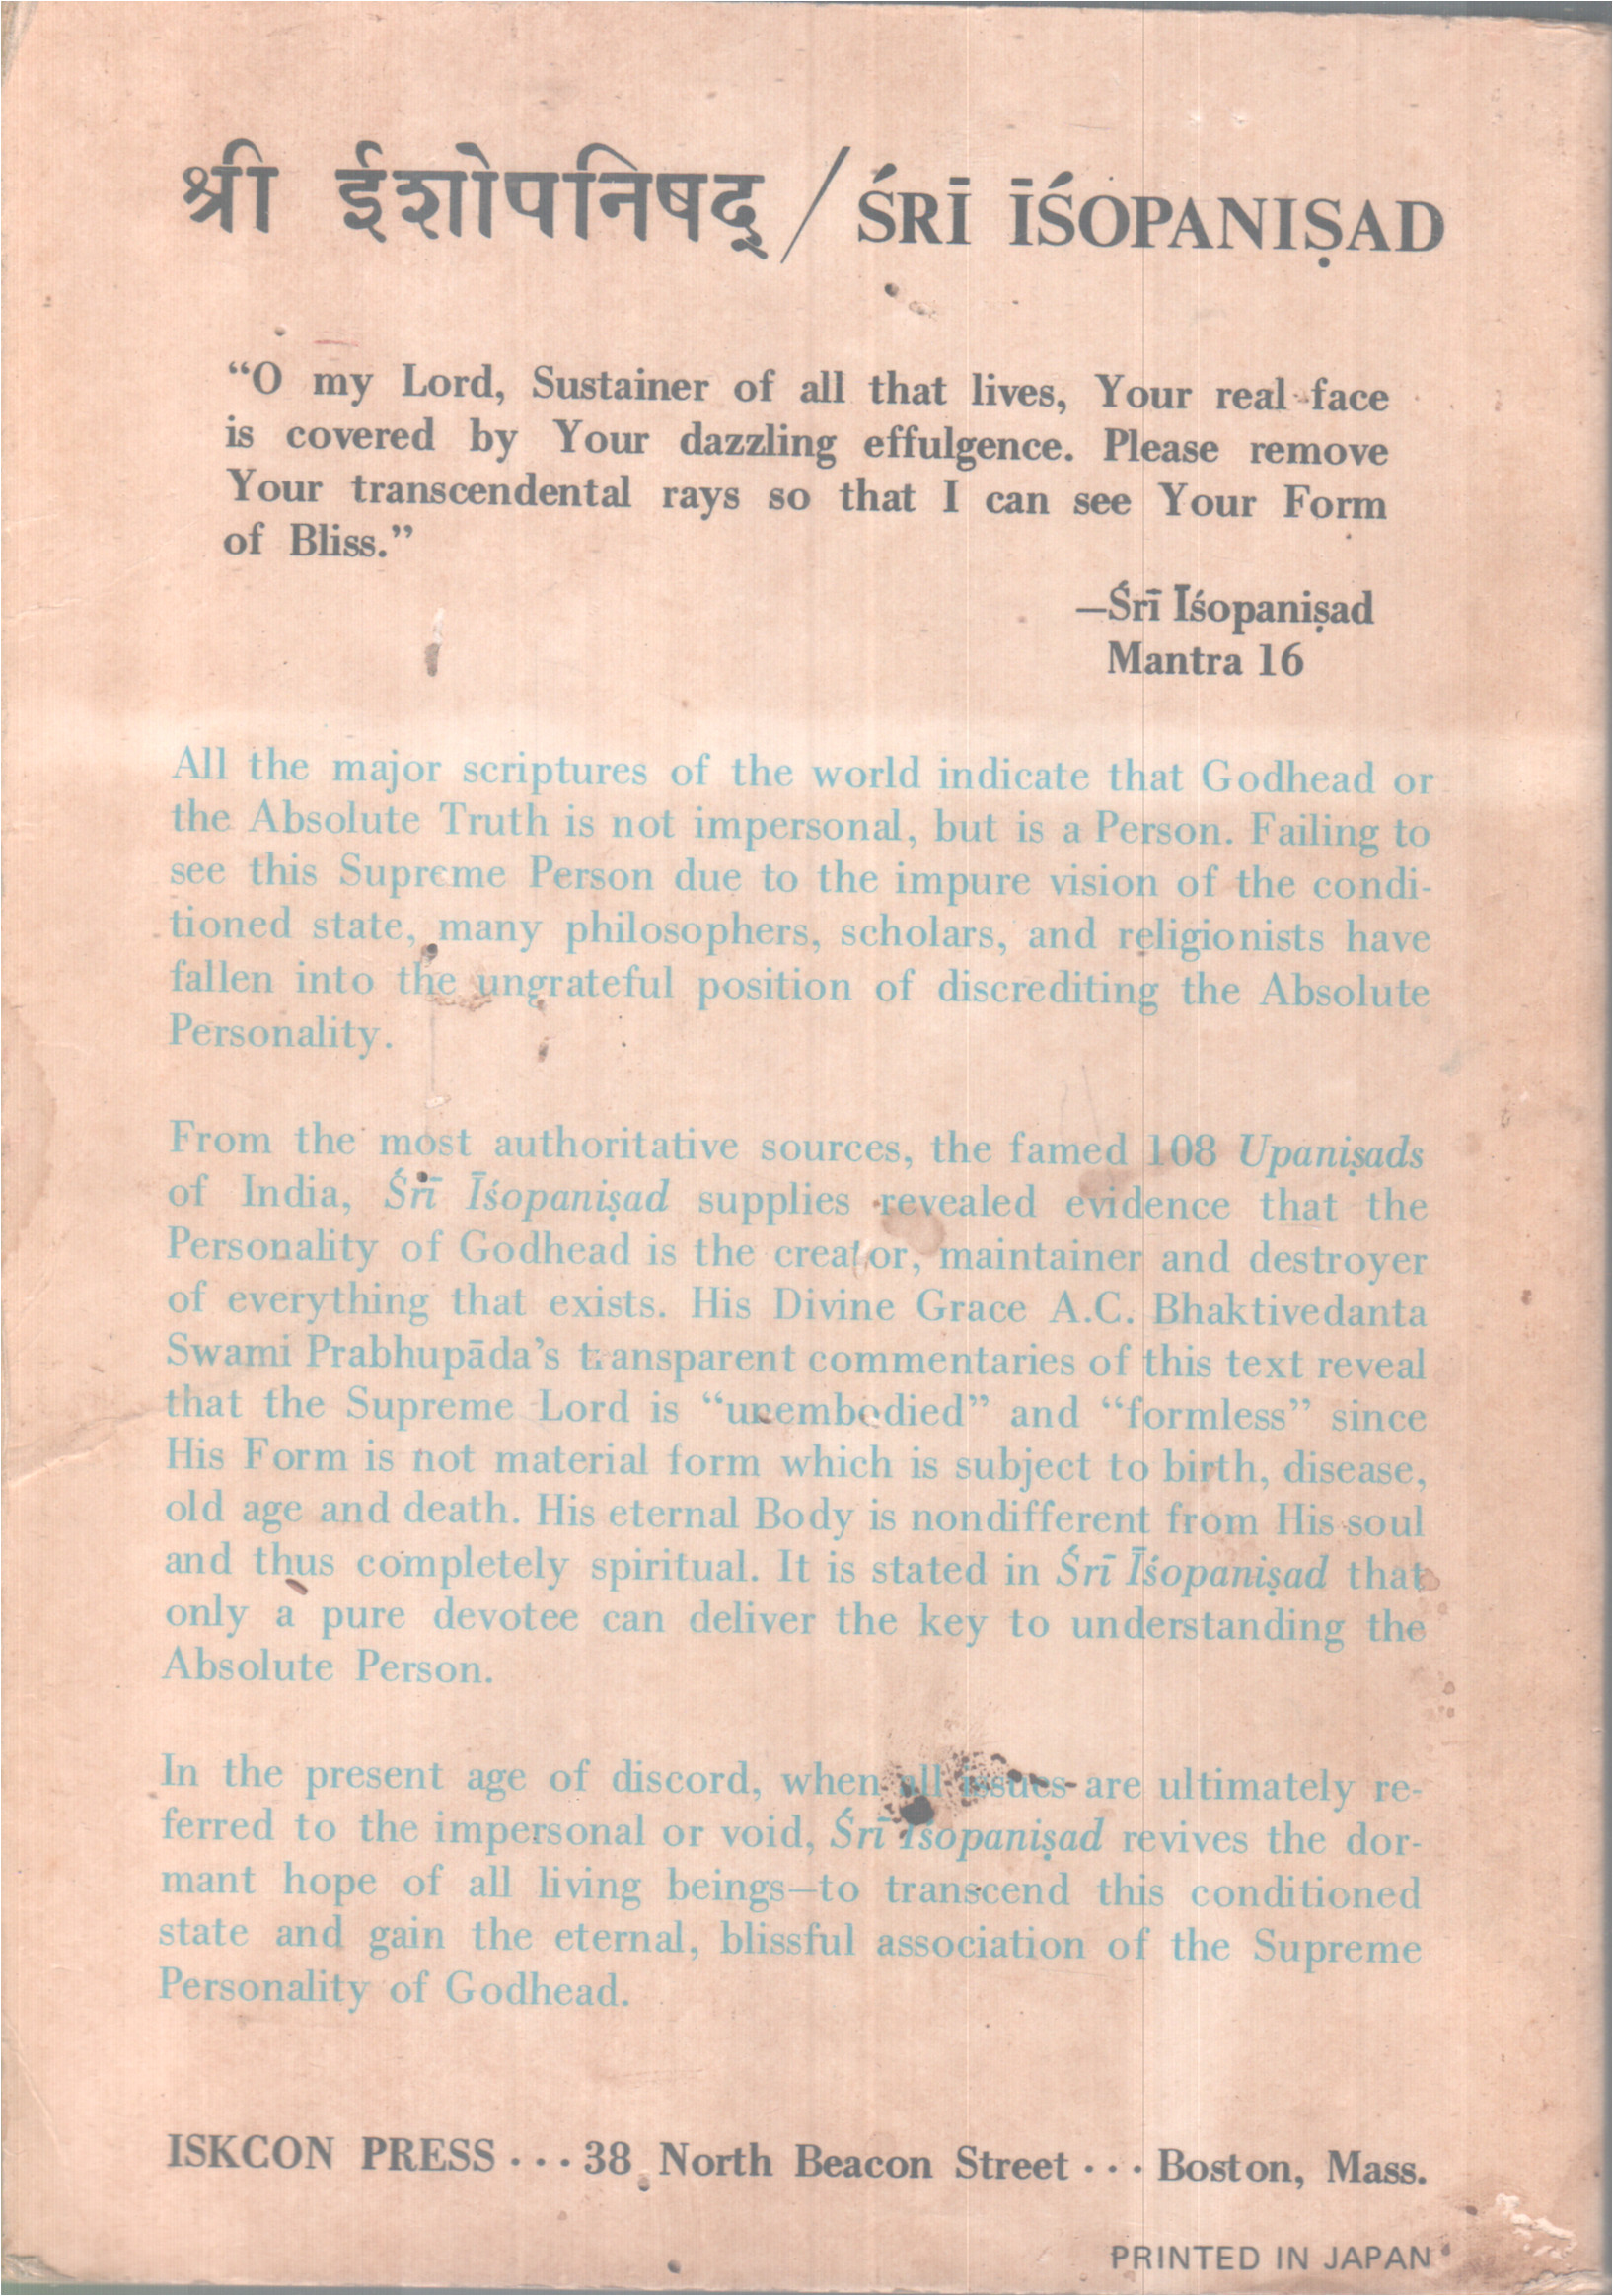 श्री ईशोपनिषद् / ŚRĪ ĪŚOPANIṢAD
“O my Lord, Sustainer of all that lives, Your real face
is covered by Your dazzling effulgence. Please remove
Your transcendental rays so that I can see Your Form
of Bliss.”
—Śrī Īśopaniṣad
Mantra 16
All the major scriptures of the world indicate that Godhead or
the Absolute Truth is not impersonal, but is a Person. Failing to
see this Supreme Person due to the impure vision of the condi-
tioned state, many philosophers, scholars, and religionists have
fallen into the ungrateful position of discrediting the Absolute
Personality.
From the most authoritative sources, the famed 108 Upaniṣads
of India, Śrī Īśopaniṣad supplies revealed evidence that the
Personality of Godhead is the creator, maintainer and destroyer
of everything that exists. His Divine Grace A.C. Bhaktivedanta
Swami Prabhupāda’s transparent commentaries of this text reveal
that the Supreme Lord is “unembodied” and “formless” since
His Form is not material form which is subject to birth, disease,
old age and death. His eternal Body is nondifferent from His soul
and thus completely spiritual. It is stated in Śrī Īśopaniṣad that
only a pure devotee can deliver the key to understanding the
Absolute Person.
In the present age of discord, when all issues are ultimately re-
ferred to the impersonal or void, Śrī Īśopaniṣad revives the dor-
mant hope of all living beings—to transcend this conditioned
state and gain the eternal, blissful association of the Supreme
Personality of Godhead.
ISKCON PRESS . . . 38 North Beacon Street . . . Boston, Mass.
PRINTED IN JAPAN